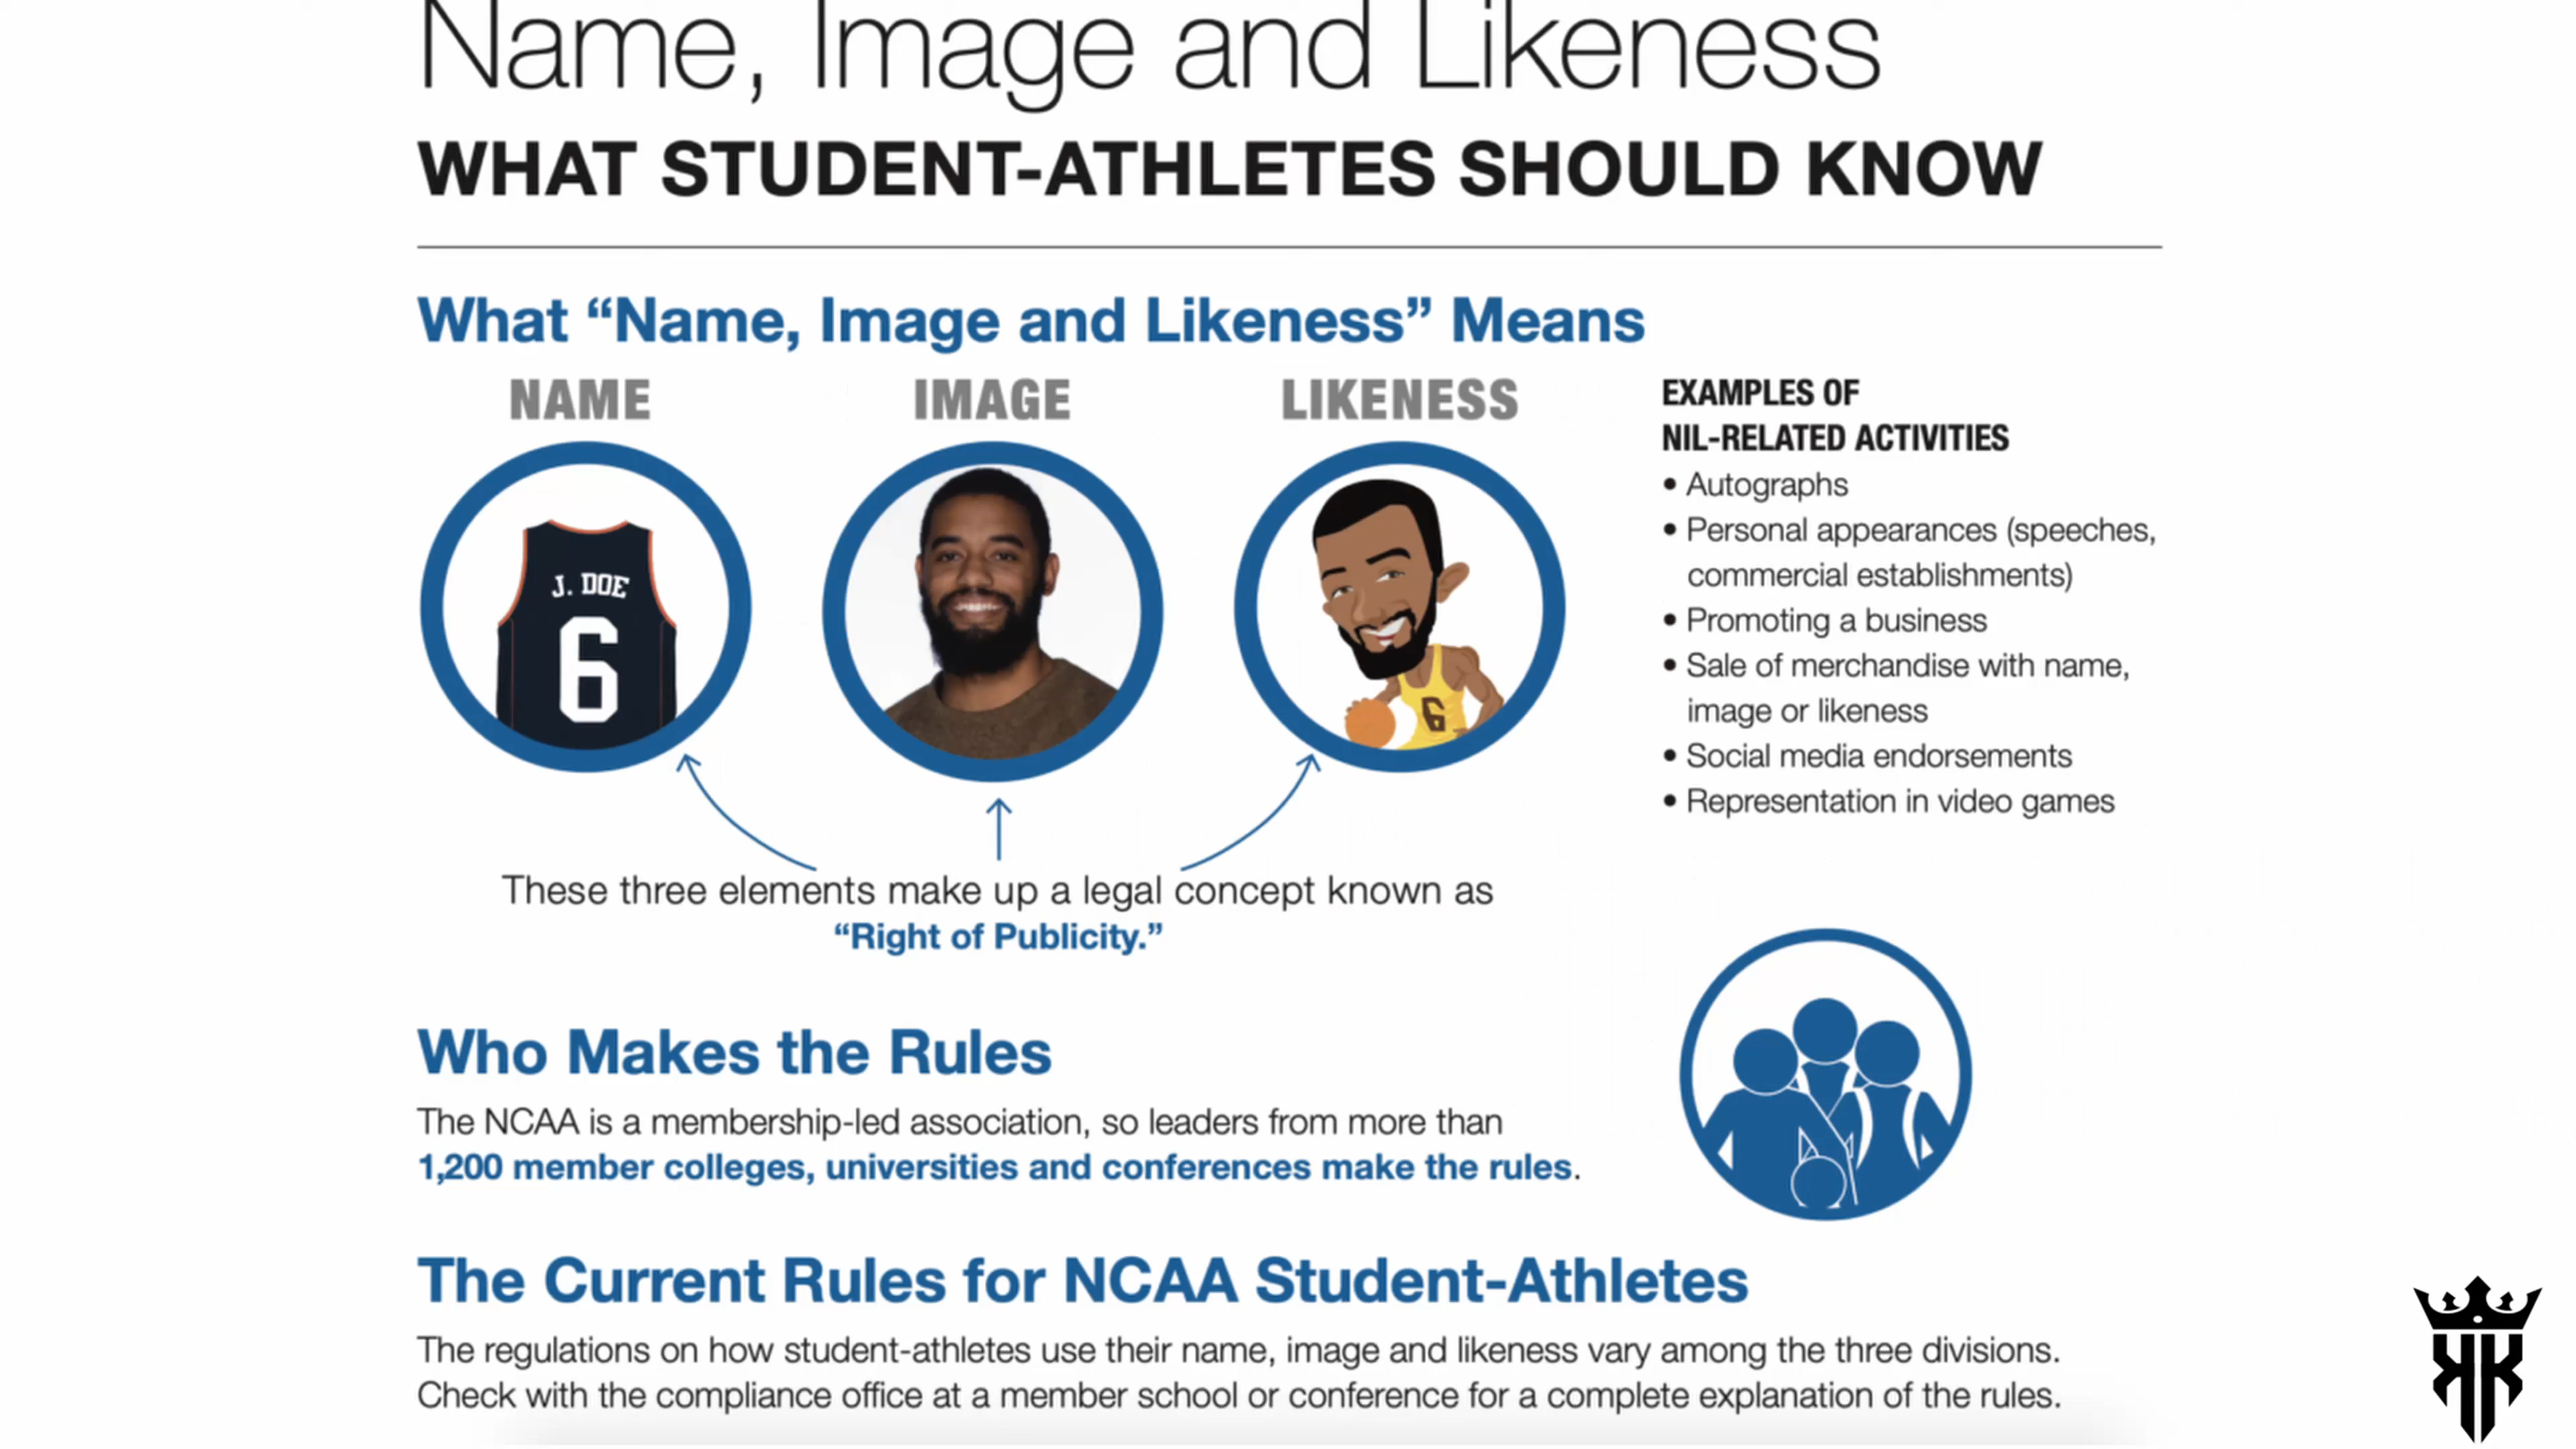 Name, Image and Likeness
WHAT STUDENT-ATHLETES SHOULD KNOW
What “Name, Image and Likeness” Means
NAME
IMAGE
LIKENESS
J. DOE
6
6
These three elements make up a legal concept known as
“Right of Publicity.”
EXAMPLES OF
NIL-RELATED ACTIVITIES
• Autographs
• Personal appearances (speeches,
commercial establishments)
• Promoting a business
• Sale of merchandise with name,
image or likeness
• Social media endorsements
• Representation in video games
Who Makes the Rules
The NCAA is a membership-led association, so leaders from more than
1,200 member colleges, universities and conferences make the rules.
The Current Rules for NCAA Student-Athletes
The regulations on how student-athletes use their name, image and likeness vary among the three divisions.
Check with the compliance office at a member school or conference for a complete explanation of the rules.